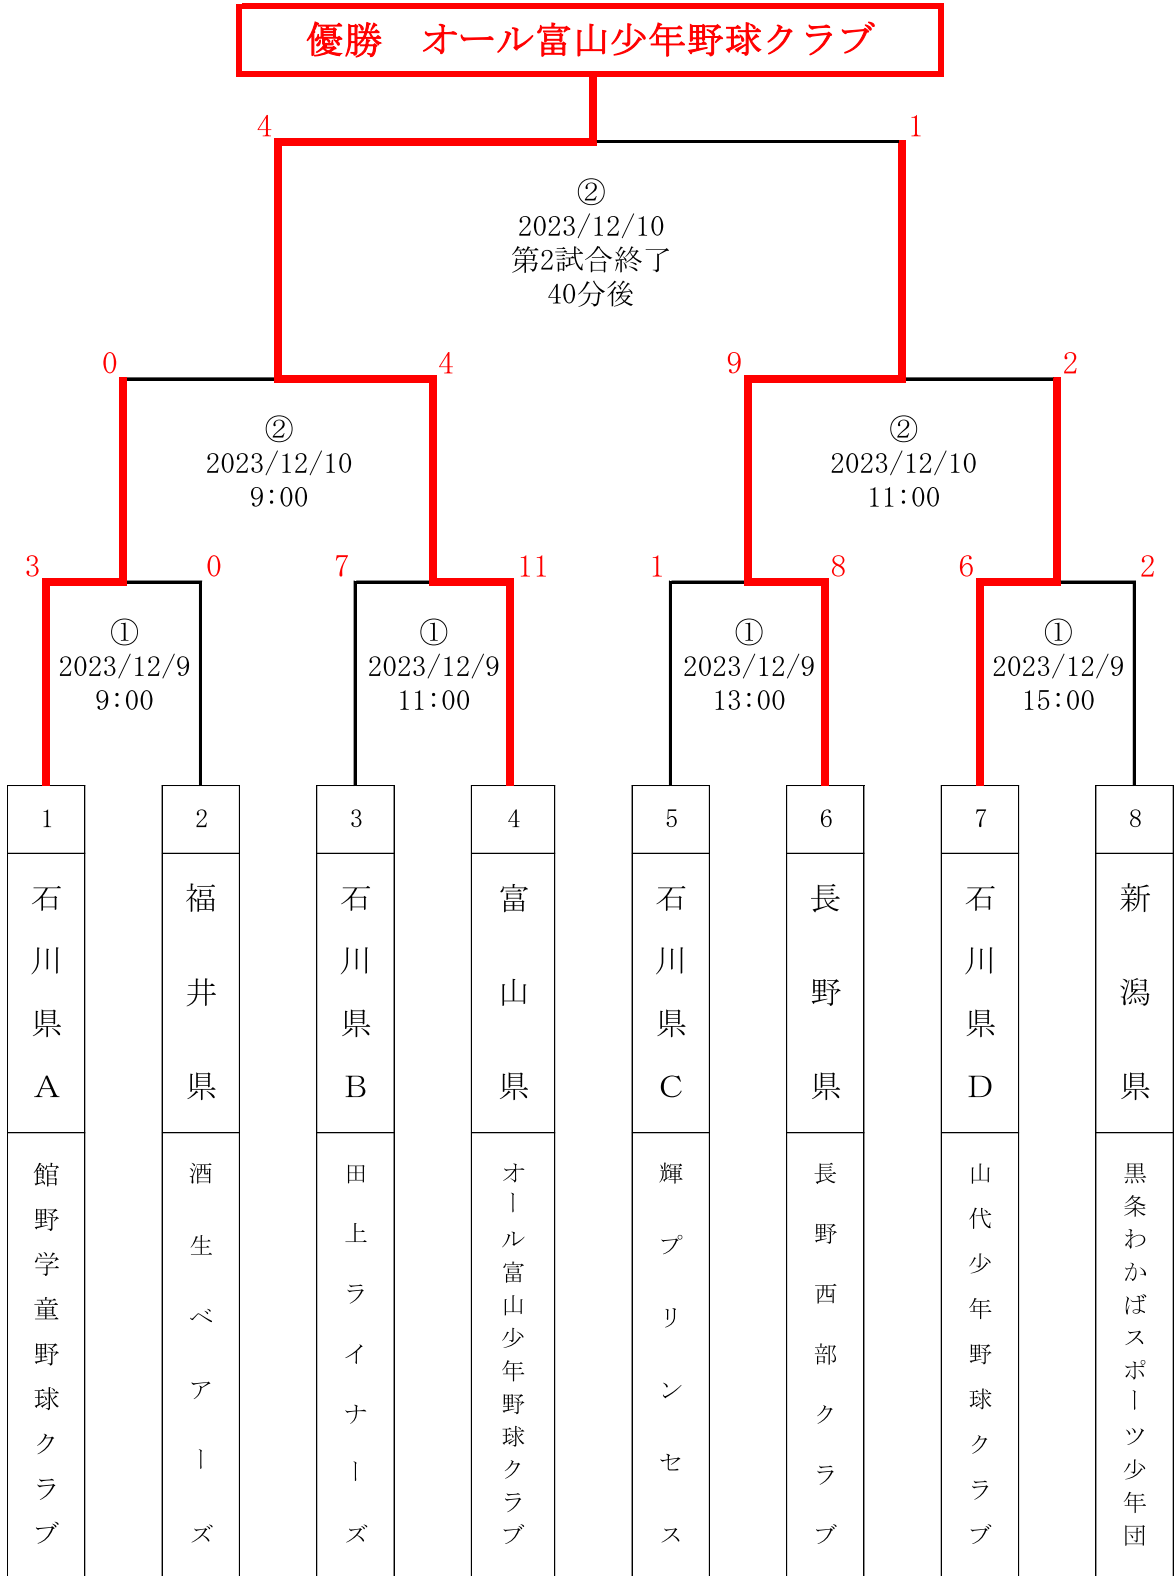 優勝　オール富山少年野球クラブ
4
1
②
2023/12/10
第2試合終了
40分後
0
4
9
2
②
2023/12/10
9:00
②
2023/12/10
11:00
3
0
7
11
1
8
6
2
①
2023/12/9
9:00
①
2023/12/9
11:00
①
2023/12/9
13:00
①
2023/12/9
15:00
1
石川県A
館野学童野球クラブ
2
福井県
酒生ベアーズ
3
石川県B
田上ライナーズ
4
富山県
オール富山少年野球クラブ
5
石川県C
輝プリンセス
6
長野県
長野西部クラブ
7
石川県D
山代少年野球クラブ
8
新潟県
黒条わかばスポーツ少年団